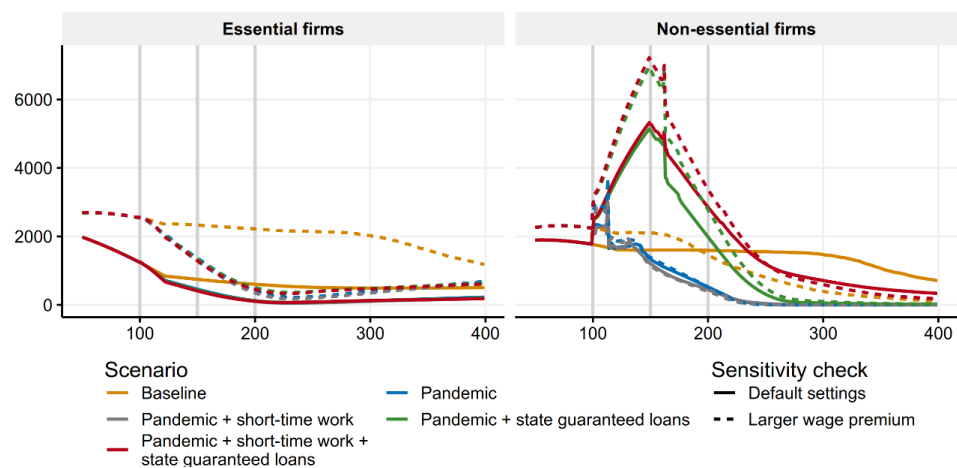 Essential firms Non-essential firms
6000
4000
2000
0
100 200 300 400 100 200 300 400
Scenario Sensitivity check
Baseline Pandemic Default settings
Pandemic + short-time work Pandemic + state guaranteed loans Larger wage premium
Pandemic + short-time work +
state guaranteed loans